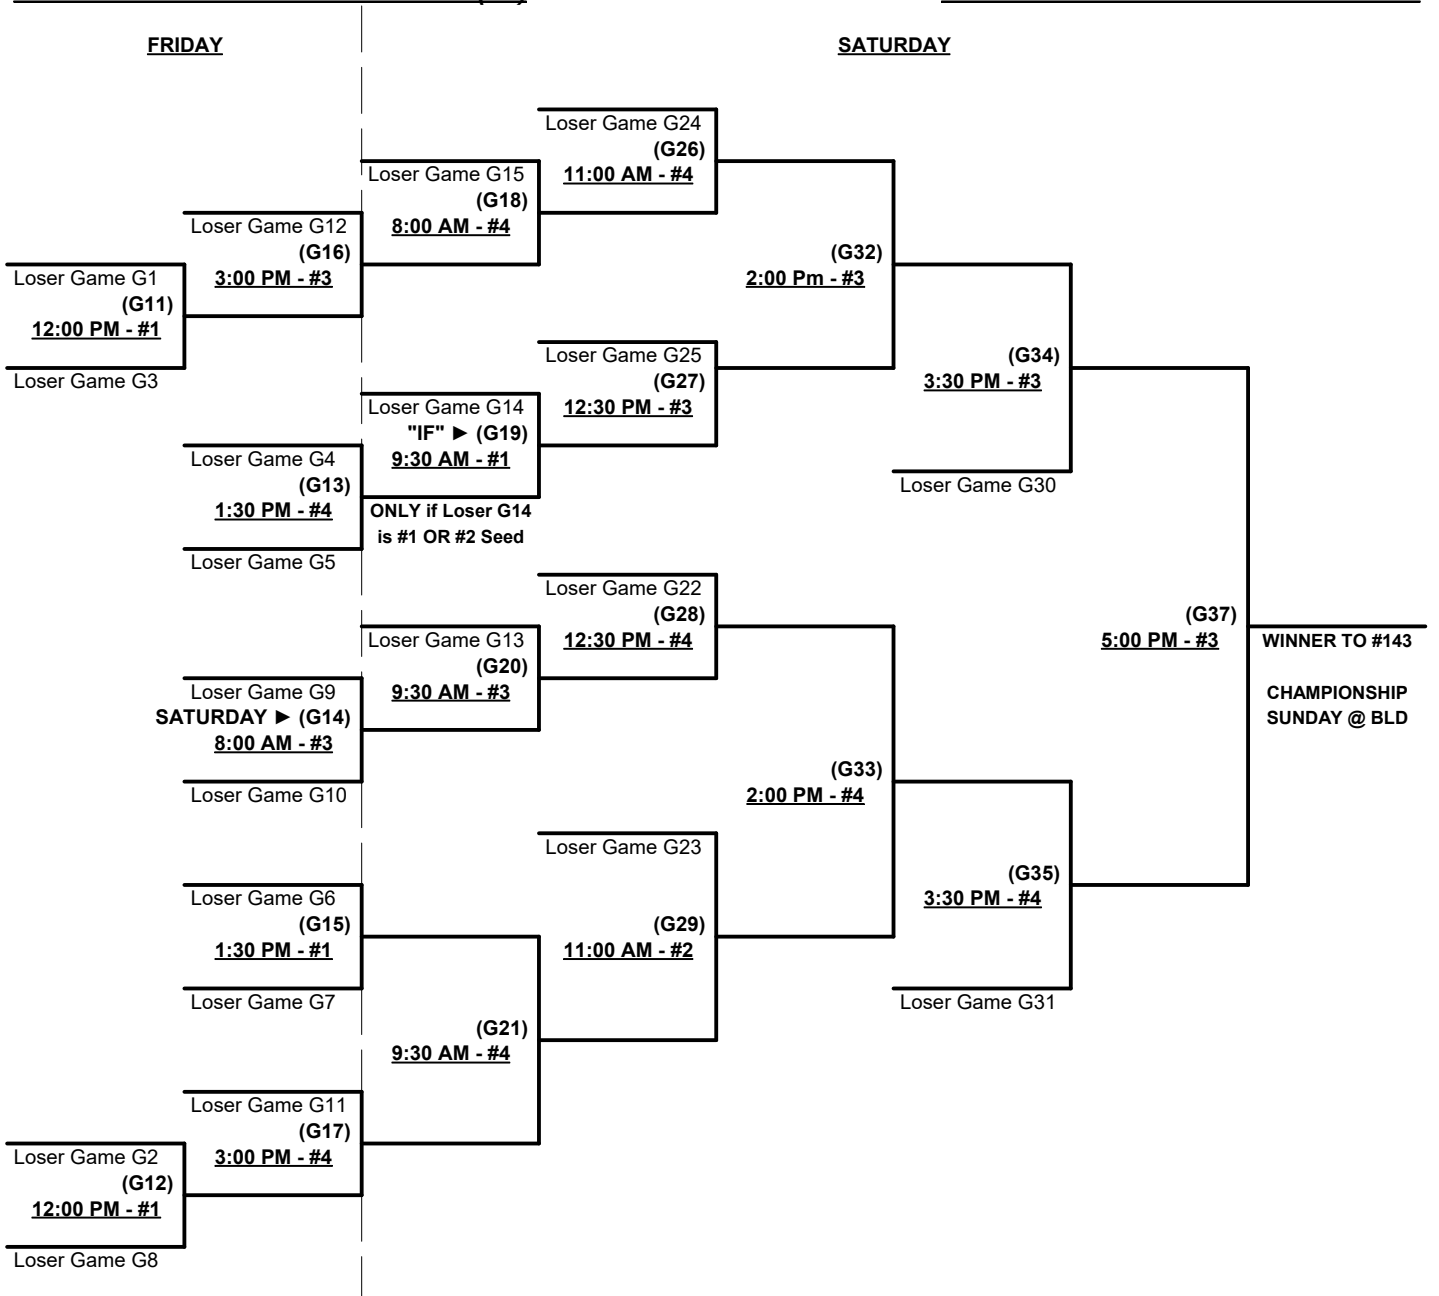 FRIDAY
SATURDAY
Loser Game G24
(G26)
11:00 AM - #4
Loser Game G15
(G18)
8:00 AM - #4
Loser Game G12
(G16)
3:00 PM - #3
(G32)
2:00 Pm - #3
Loser Game G1
(G11)
12:00 PM - #1
Loser Game G3
Loser Game G25
(G27)
12:30 PM - #3
(G34)
3:30 PM - #3
Loser Game G14
"IF" ► (G19)
9:30 AM - #1
ONLY if Loser G14
is #1 OR #2 Seed
Loser Game G4
(G13)
1:30 PM - #4
Loser Game G5
Loser Game G30
Loser Game G22
(G28)
12:30 PM - #4
Loser Game G13
(G20)
9:30 AM - #3
(G37)
5:00 PM - #3
WINNER TO #143
CHAMPIONSHIP
SUNDAY @ BLD
Loser Game G9
SATURDAY ► (G14)
8:00 AM - #3
Loser Game G10
(G33)
2:00 PM - #4
Loser Game G23
(G29)
11:00 AM - #2
(G35)
3:30 PM - #4
Loser Game G6
(G15)
1:30 PM - #1
Loser Game G7
Loser Game G31
(G21)
9:30 AM - #4
Loser Game G11
(G17)
3:00 PM - #4
Loser Game G2
(G12)
12:00 PM - #1
Loser Game G8